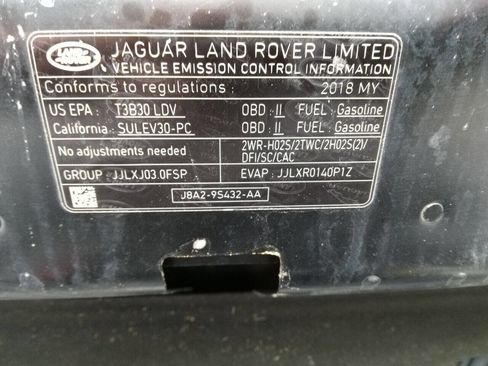 LAND ROVER
JAGUAR LAND ROVER LIMITED
VEHICLE EMISSION CONTROL INFORMATION
Conforms to regulations : 2018 MY
US EPA : T3B30 LDV OBD : II FUEL : Gasoline
California : SULEV30-PC OBD : II FUEL : Gasoline
No adjustments needed
2WR-HO2S/2TWC/2HO2S(2)/
DFI/SC/CAC
GROUP : JJLXJ03.0FSP EVAP : JJLXR0140P1Z
J8A2-9S432-AA